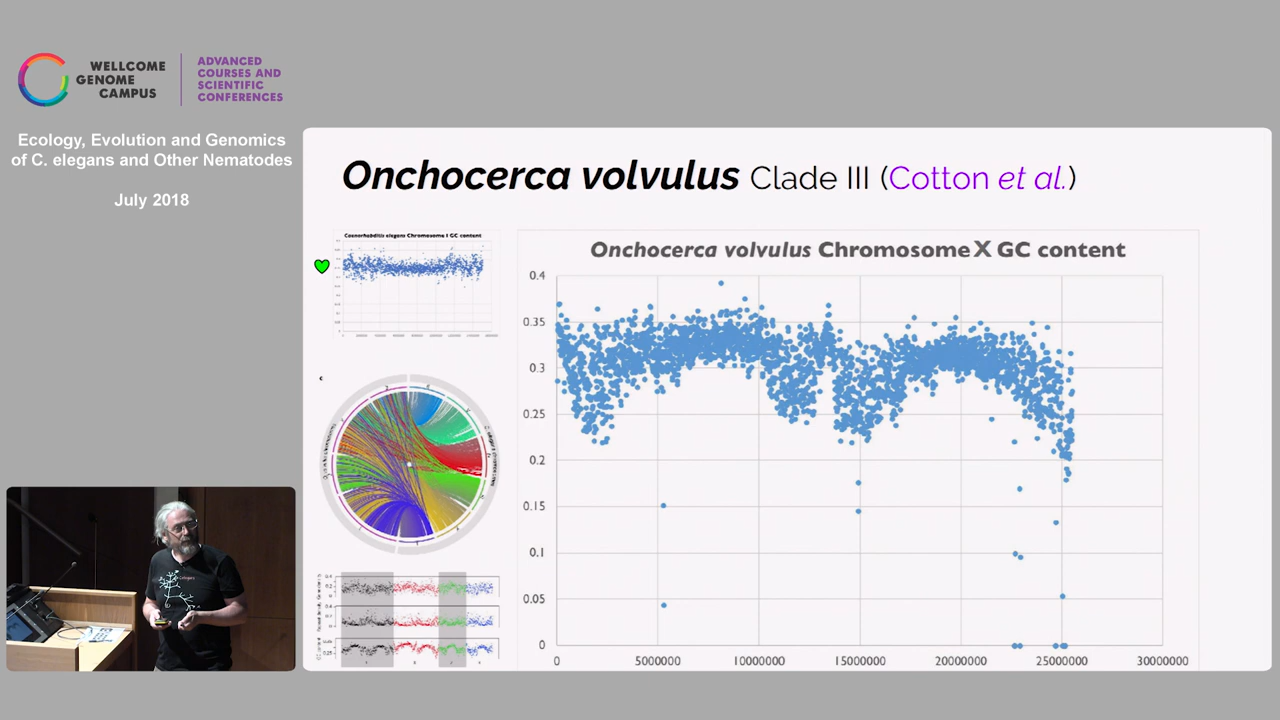 WELLCOME
GENOME
CAMPUS
ADVANCED
COURSES AND
SCIENTIFIC
CONFERENCES
Ecology, Evolution and Genomics
of C. elegans and Other Nematodes
July 2018
Onchocerca volvulus Clade III (Cotton et al.)
Caenorhabditis elegans Chromosome I GC content
c
Onchocerca volvulus Chromosome X GC content
0.4
0.35
0.3
0.25
0.2
0.15
0.1
0.05
0
0 5000000 10000000 15000000 20000000 25000000 30000000